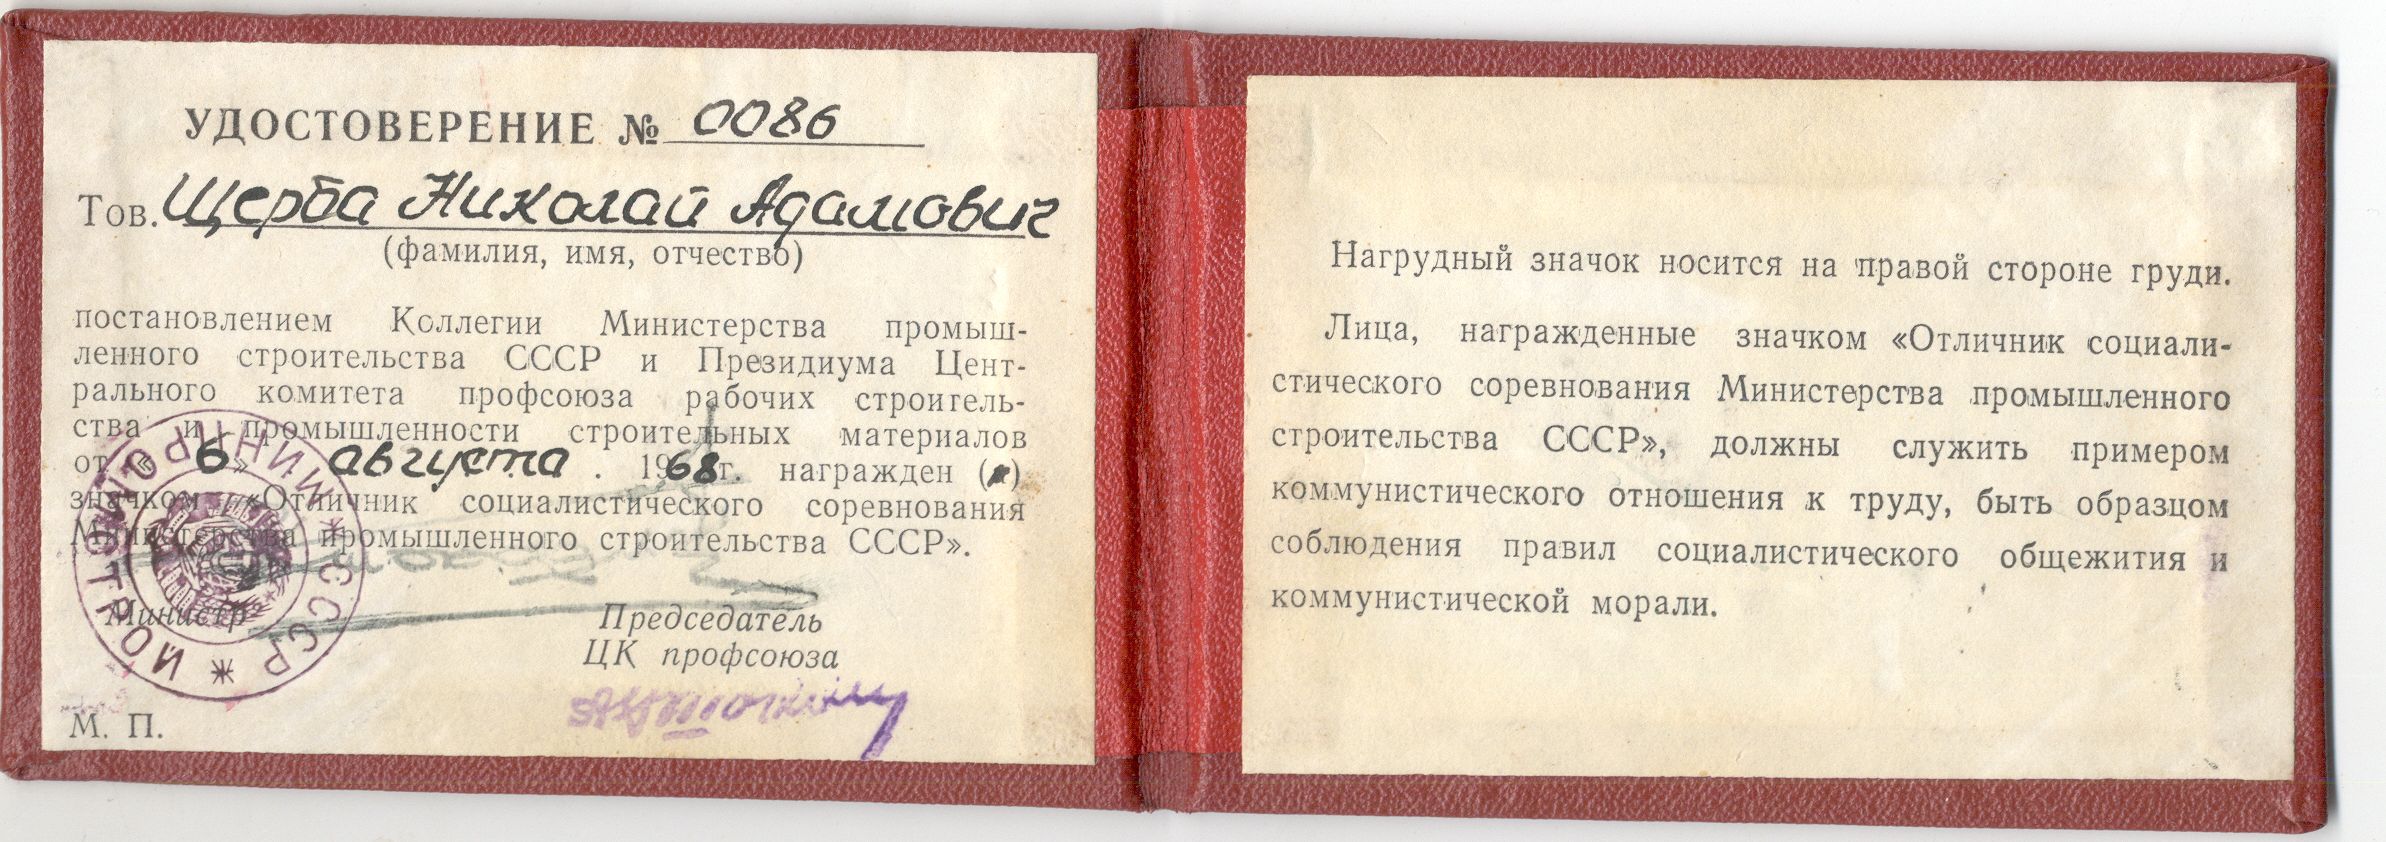 УДОСТОВЕРЕНИЕ № 0086
Тов. Щерба Николай Адамович
(фамилия, имя, отчество)
постановлением Коллегии Министерства промыш-
ленного строительства СССР и Президиума Цент-
рального комитета профсоюза рабочих строитель-
ства и промышленности строительных материалов
от «6» августа . 1968 г. награжден ( )
значком «Отличник социалистического соревнования
Министерства промышленного строительства СССР».
Министр
Председатель
ЦК профсоюза
М. П.
МИНПРОМСТРОЙ * СССР *
Нагрудный значок носится на правой стороне груди.
Лица, награжденные значком «Отличник социали-
стического соревнования Министерства промышленного
строительства СССР», должны служить примером
коммунистического отношения к труду, быть образцом
соблюдения правил социалистического общежития и
коммунистической морали.